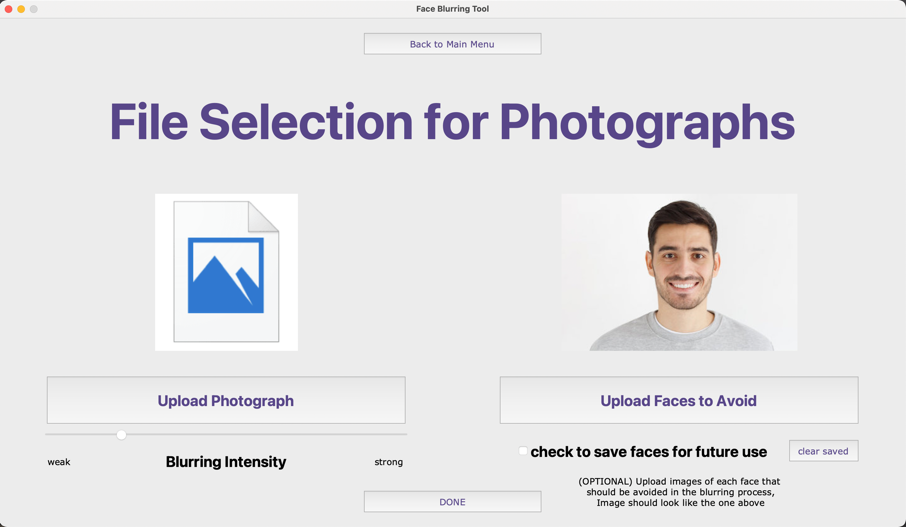 Face Blurring Tool
Back to Main Menu
File Selection for Photographs
Upload Photograph
Upload Faces to Avoid
weak
Blurring Intensity
strong
check to save faces for future use
clear saved
(OPTIONAL) Upload images of each face that
should be avoided in the blurring process,
Image should look like the one above
DONE